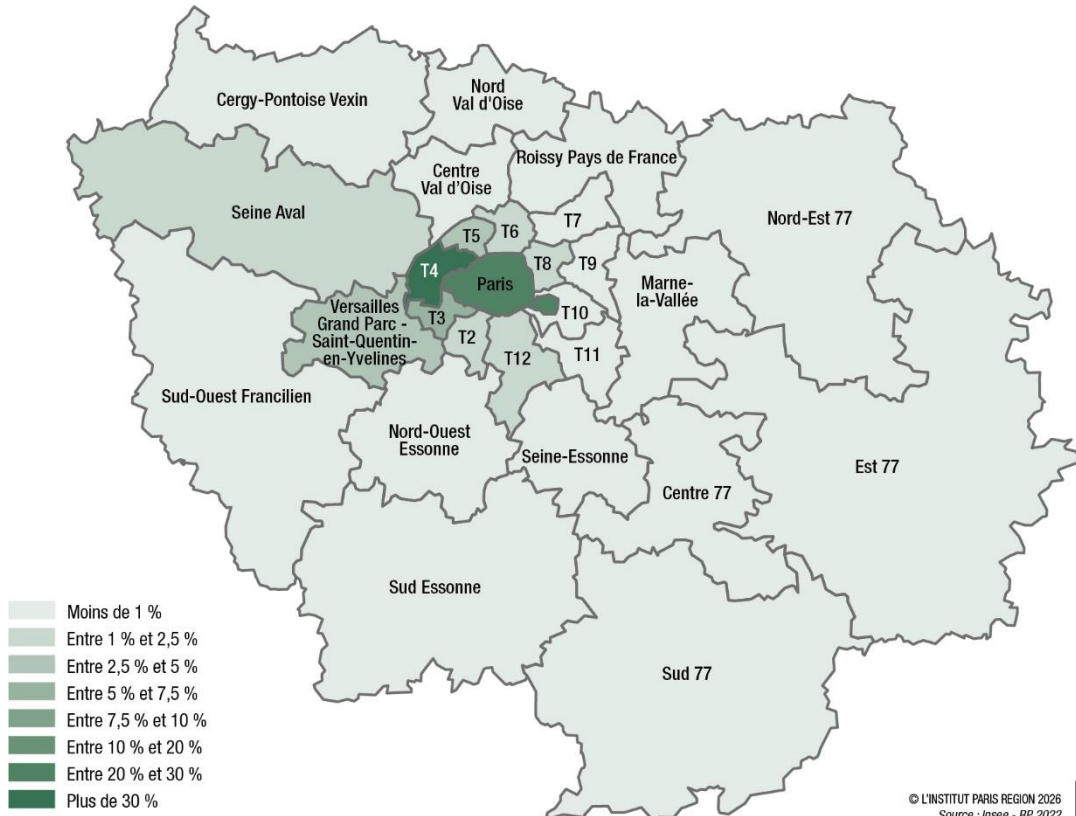 Cergy-Pontoise Vexin
Nord
Val d'Oise
Roissy Pays de France
Centre
Val d'Oise
Nord-Est 77
Seine Aval
T5
T6
T7
T4
T8
T9
Paris
Marne-
la-Vallée
T3
T10
Versailles
Grand Parc -
Saint-Quentin-
en-Yvelines
T2
T12
T11
Sud-Ouest Francilien
Nord-Ouest
Essonne
Seine-Essonne
Est 77
Centre 77
Sud Essonne
Sud 77
Moins de 1 %
Entre 1 % et 2,5 %
Entre 2,5 % et 5 %
Entre 5 % et 7,5 %
Entre 7,5 % et 10 %
Entre 10 % et 20 %
Entre 20 % et 30 %
Plus de 30 %
© L'INSTITUT PARIS REGION 2026
Source : Insee - RP 2022